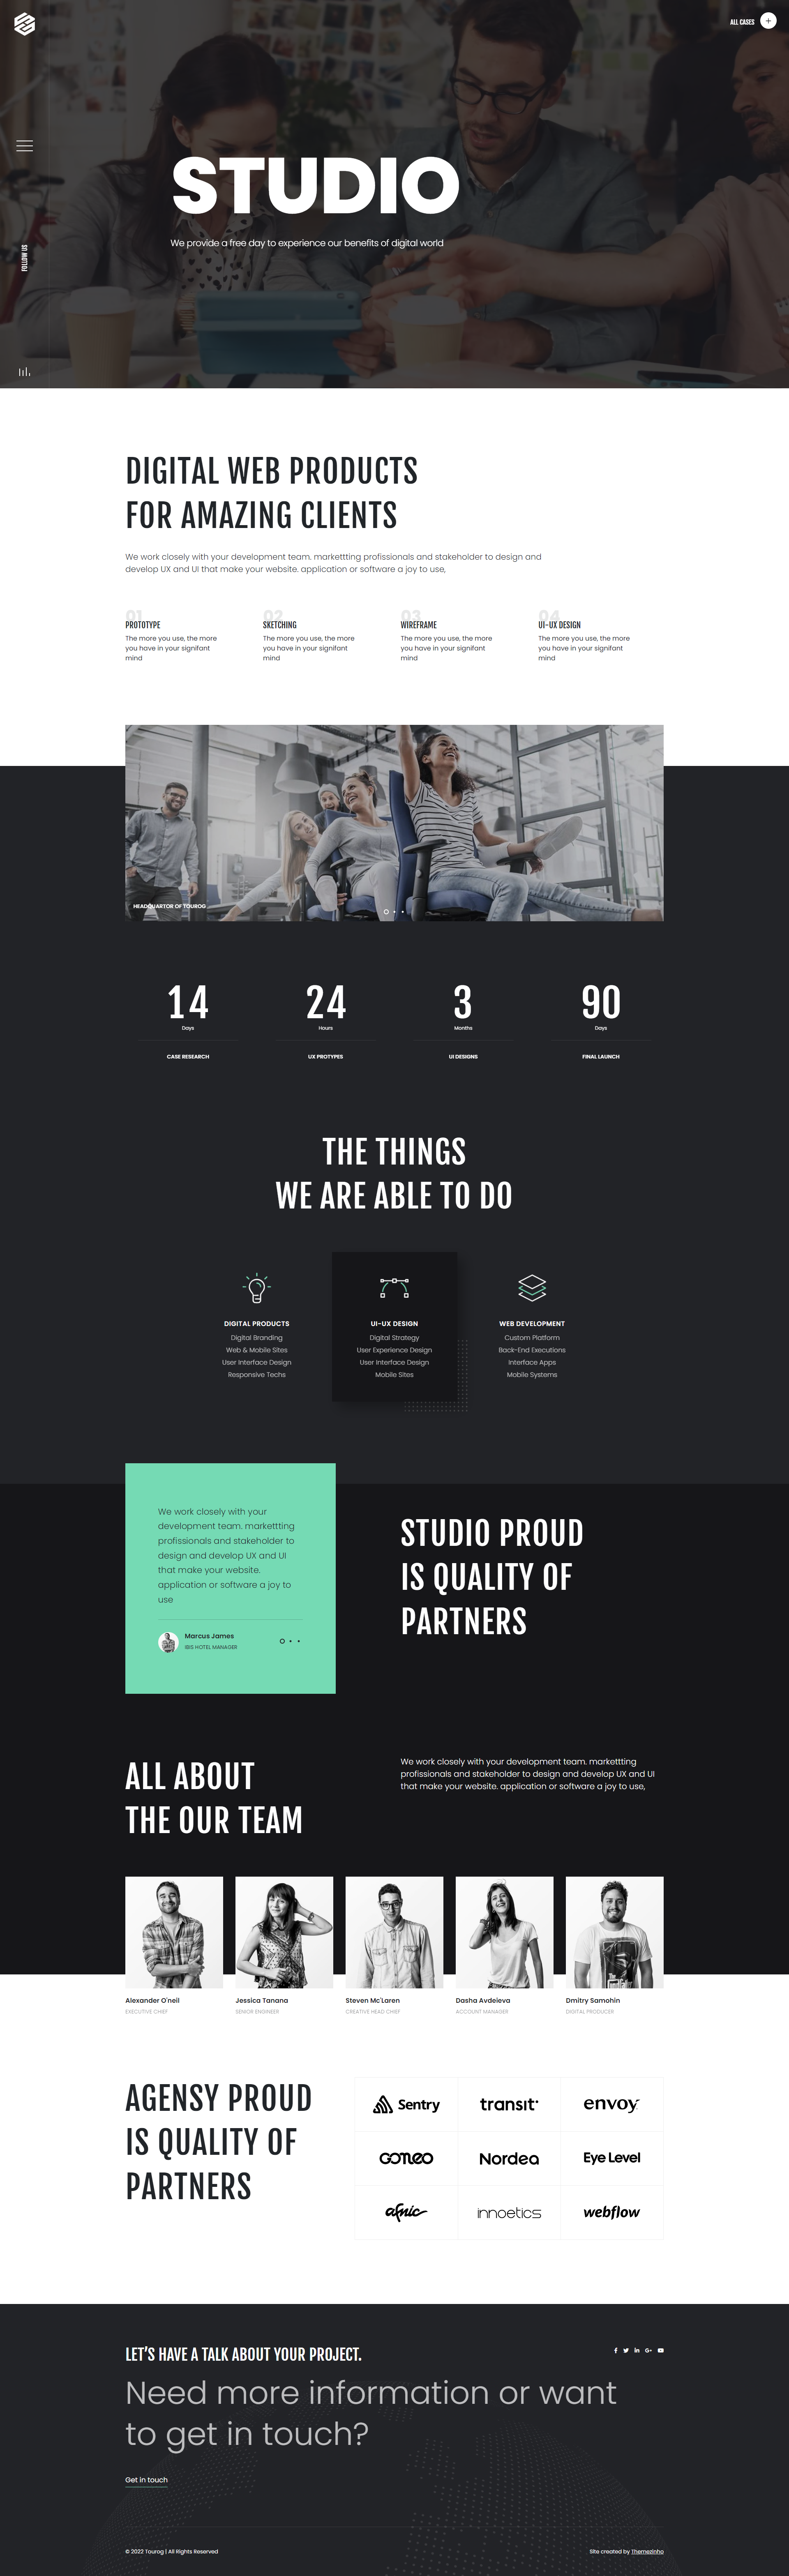 ALL CASES
+
STUDIO
We provide a free day to experience our benefits of digital world
FOLLOW US
DIGITAL WEB PRODUCTS
FOR AMAZING CLIENTS
We work closely with your development team. markettting profissionals and stakeholder to design and
develop UX and UI that make your website. application or software a joy to use,
01
PROTOTYPE
The more you use, the more
you have in your signifant
mind
02
SKETCHING
The more you use, the more
you have in your signifant
mind
03
WIREFRAME
The more you use, the more
you have in your signifant
mind
04
UI-UX DESIGN
The more you use, the more
you have in your signifant
mind
HEADQUARTOR OF TOUROG
14
Days
CASE RESEARCH
24
Hours
UX PROTYPES
3
Months
UI DESIGNS
90
Days
FINAL LAUNCH
THE THINGS
WE ARE ABLE TO DO
DIGITAL PRODUCTS
Digital Branding
Web & Mobile Sites
User Interface Design
Responsive Techs
UI-UX DESIGN
Digital Strategy
User Experience Design
User Interface Design
Mobile Sites
WEB DEVELOPMENT
Custom Platform
Back-End Executions
Interface Apps
Mobile Systems
We work closely with your
development team. markettting
profissionals and stakeholder to
design and develop UX and UI
that make your website.
application or software a joy to
use
Marcus James
IBIS HOTEL MANAGER
STUDIO PROUD
IS QUALITY OF
PARTNERS
ALL ABOUT
THE OUR TEAM
We work closely with your development team. markettting
profissionals and stakeholder to design and develop UX and UI
that make your website. application or software a joy to use,
Alexander O'neil
EXECUTIVE CHIEF
Jessica Tanana
SENIOR ENGINEER
Steven Mc'Laren
CREATIVE HEAD CHIEF
Dasha Avdeieva
ACCOUNT MANAGER
Dmitry Samohin
DIGITAL PRODUCER
AGENSY PROUD
IS QUALITY OF
PARTNERS
Sentry
transit
envoy
Nordea
Eye Level
afnic
innoetics
webflow
LET'S HAVE A TALK ABOUT YOUR PROJECT.
Need more information or want
to get in touch?
Get in touch
© 2022 Tourog | All Rights Reserved
Site created by Themezinho